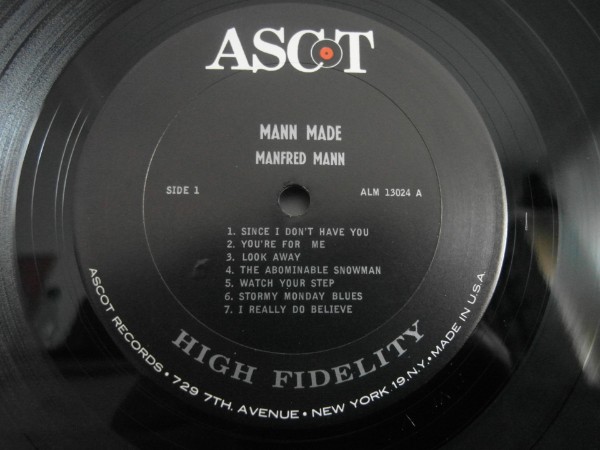 ASCOT
MANN MADE
MANFRED MANN
SIDE 1
ALM 13024 A
1. SINCE I DON'T HAVE YOU
2. YOU'RE FOR ME
3. LOOK AWAY
4. THE ABOMINABLE SNOWMAN
5. WATCH YOUR STEP
6. STORMY MONDAY BLUES
7. I REALLY DO BELIEVE
HIGH FIDELITY
ASCOT RECORDS • 729 7TH. AVENUE • NEW YORK 19, N.Y. • MADE IN U.S.A.